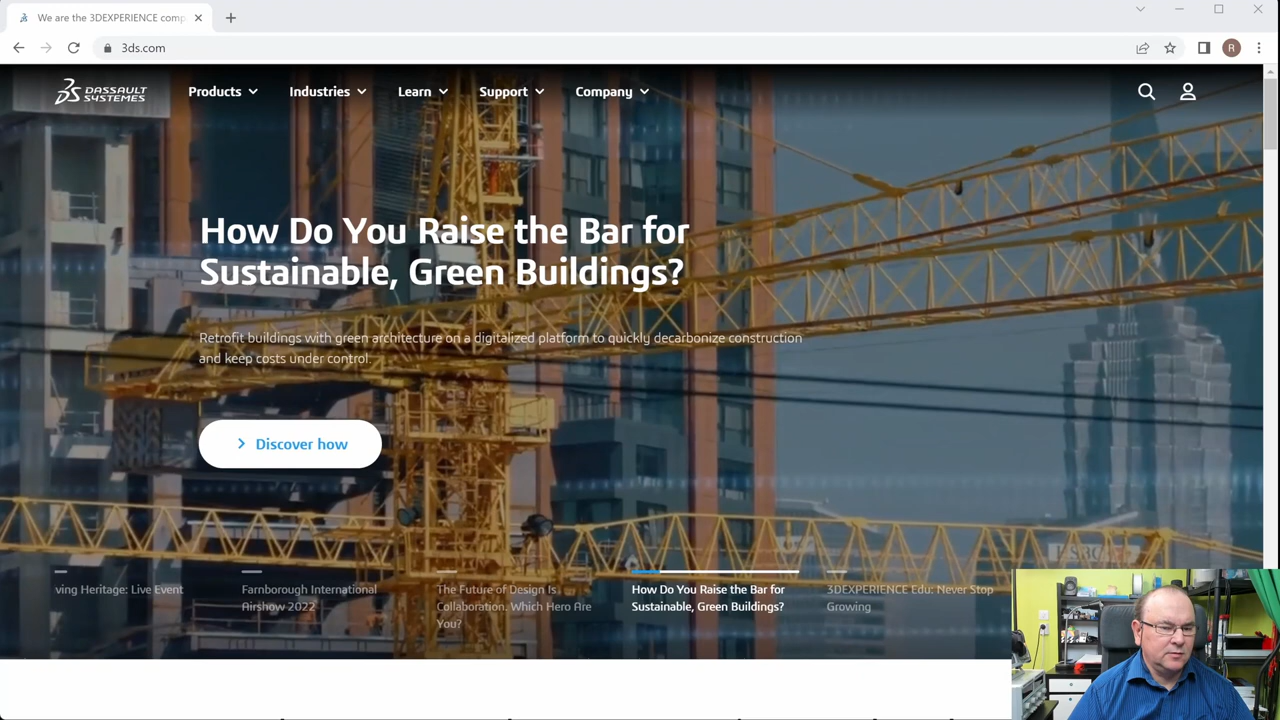 We are the 3DEXPERIENCE comp
3ds.com
R
DASSAULT
SYSTEMES
Products
Industries
Learn
Support
Company
How Do You Raise the Bar for
Sustainable, Green Buildings?
Retrofit buildings with green architecture on a digitalized platform to quickly decarbonize construction
and keep costs under control.
Discover how
ving Heritage: Live Event
Farnborough International
Airshow 2022
The Future of Design Is
Collaboration. Which Hero Are
You?
How Do You Raise the Bar for
Sustainable, Green Buildings?
3DEXPERIENCE Edu: Never Stop
Growing
HSBC